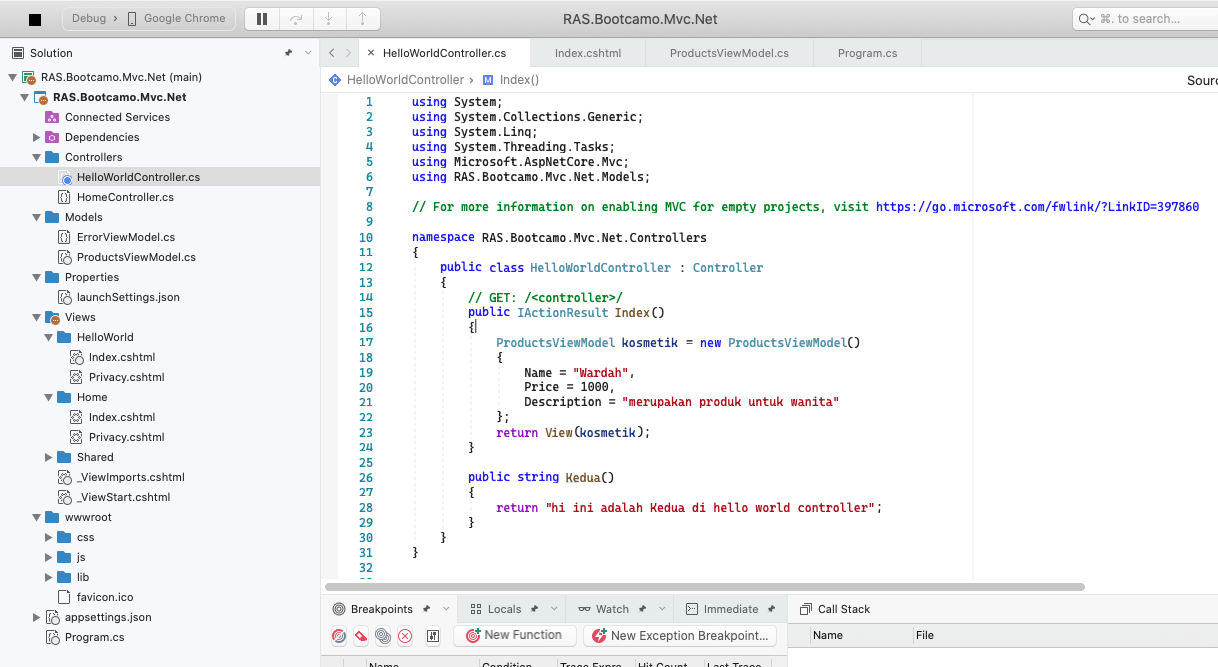 Debug > Google Chrome
RAS.Bootcamo.Mvc.Net
⌘. to search...
Solution
RAS.Bootcamo.Mvc.Net (main)
RAS.Bootcamo.Mvc.Net
Connected Services
Dependencies
Controllers
HelloWorldController.cs
HomeController.cs
Models
ErrorViewModel.cs
ProductsViewModel.cs
Properties
launchSettings.json
Views
HelloWorld
Index.cshtml
Privacy.cshtml
Home
Index.cshtml
Privacy.cshtml
Shared
_ViewImports.cshtml
_ViewStart.cshtml
wwwroot
css
js
lib
favicon.ico
appsettings.json
Program.cs
HelloWorldController.cs Index.cshtml ProductsViewModel.cs Program.cs
HelloWorldController > M Index()
1 using System;
2 using System.Collections.Generic;
3 using System.Linq;
4 using System.Threading.Tasks;
5 using Microsoft.AspNetCore.Mvc;
6 using RAS.Bootcamo.Mvc.Net.Models;
7
8 // For more information on enabling MVC for empty projects, visit https://go.microsoft.com/fwlink/?LinkID=397860
9
10 namespace RAS.Bootcamo.Mvc.Net.Controllers
11 {
12 public class HelloWorldController : Controller
13 {
14 // GET: /<controller>/
15 public IActionResult Index()
16 {
17 ProductsViewModel kosmetik = new ProductsViewModel()
18 {
19 Name = "Wardah",
20 Price = 1000,
21 Description = "merupakan produk untuk wanita"
22 };
23 return View(kosmetik);
24 }
25
26 public string Kedua()
27 {
28 return "hi ini adalah Kedua di hello world controller";
29 }
30 }
31 }
32
Breakpoints Locals Watch Immediate Call Stack
New Function New Exception Breakpoint...
Name File
Name Condition Trace Expre Hit Count Last Trace